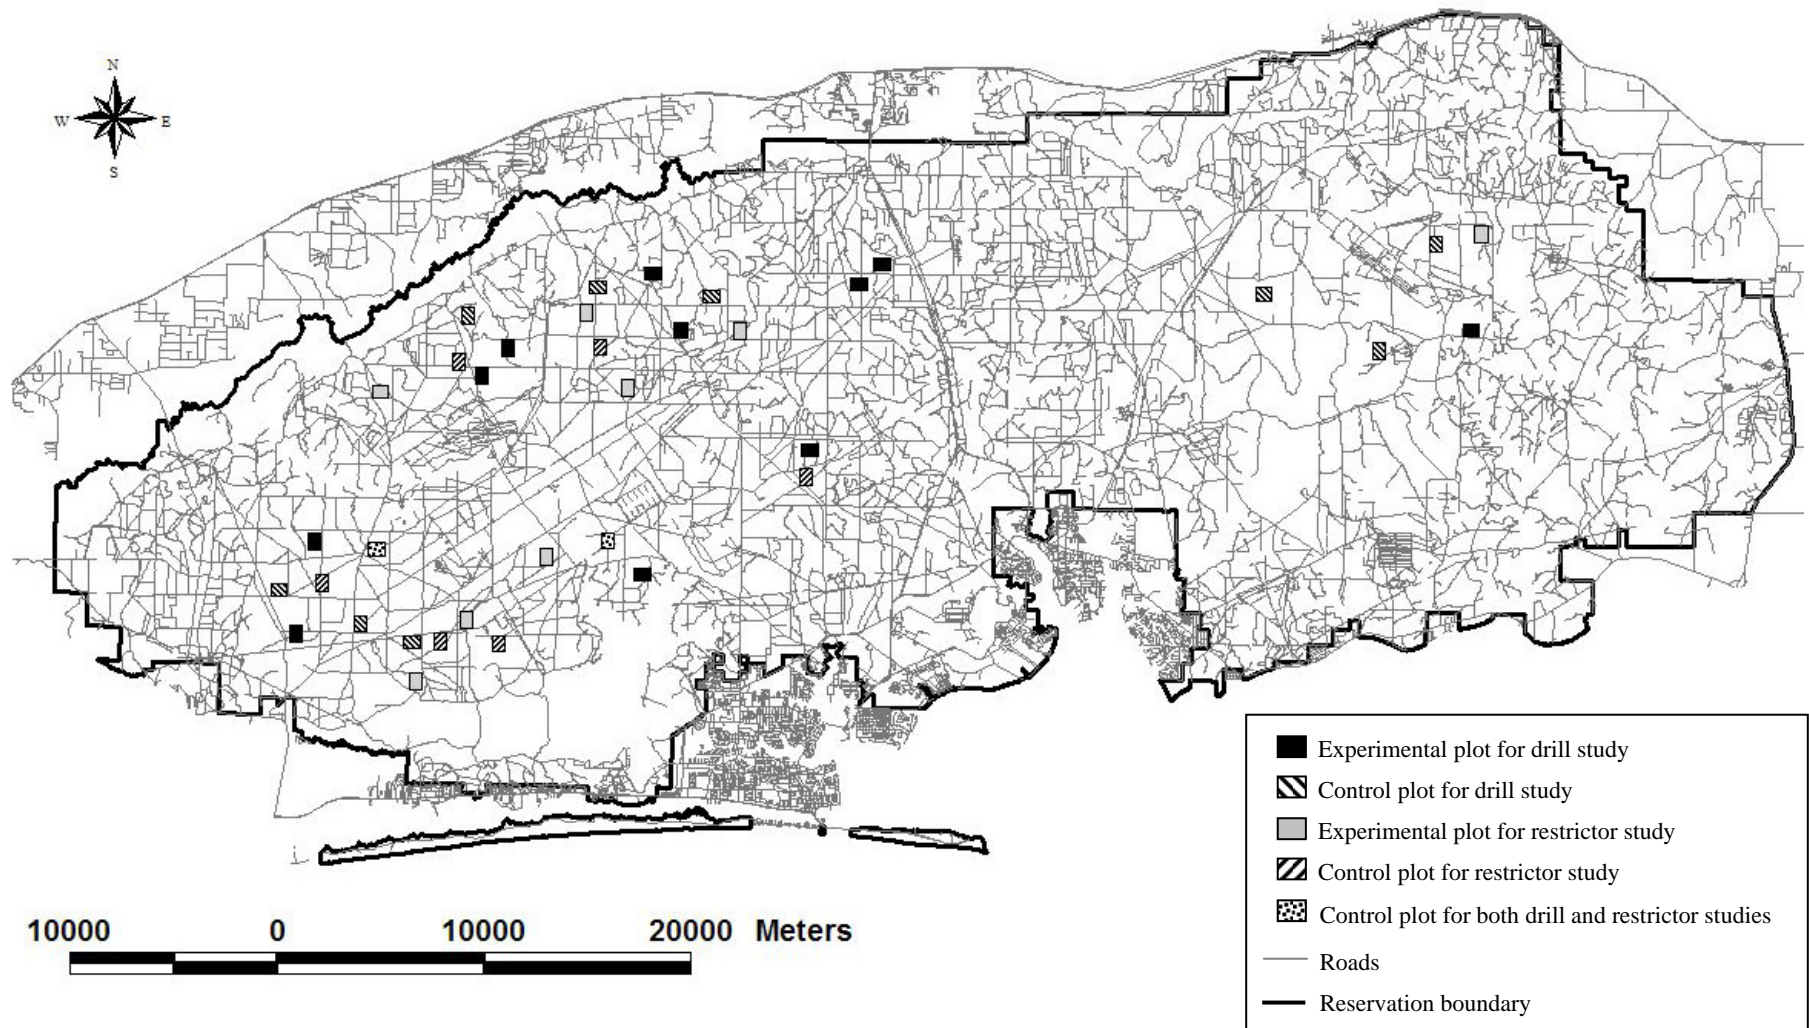 N
W E
S
Experimental plot for drill study
Control plot for drill study
Experimental plot for restrictor study
Control plot for restrictor study
Control plot for both drill and restrictor studies
Roads
Reservation boundary
10000 0 10000 20000 Meters